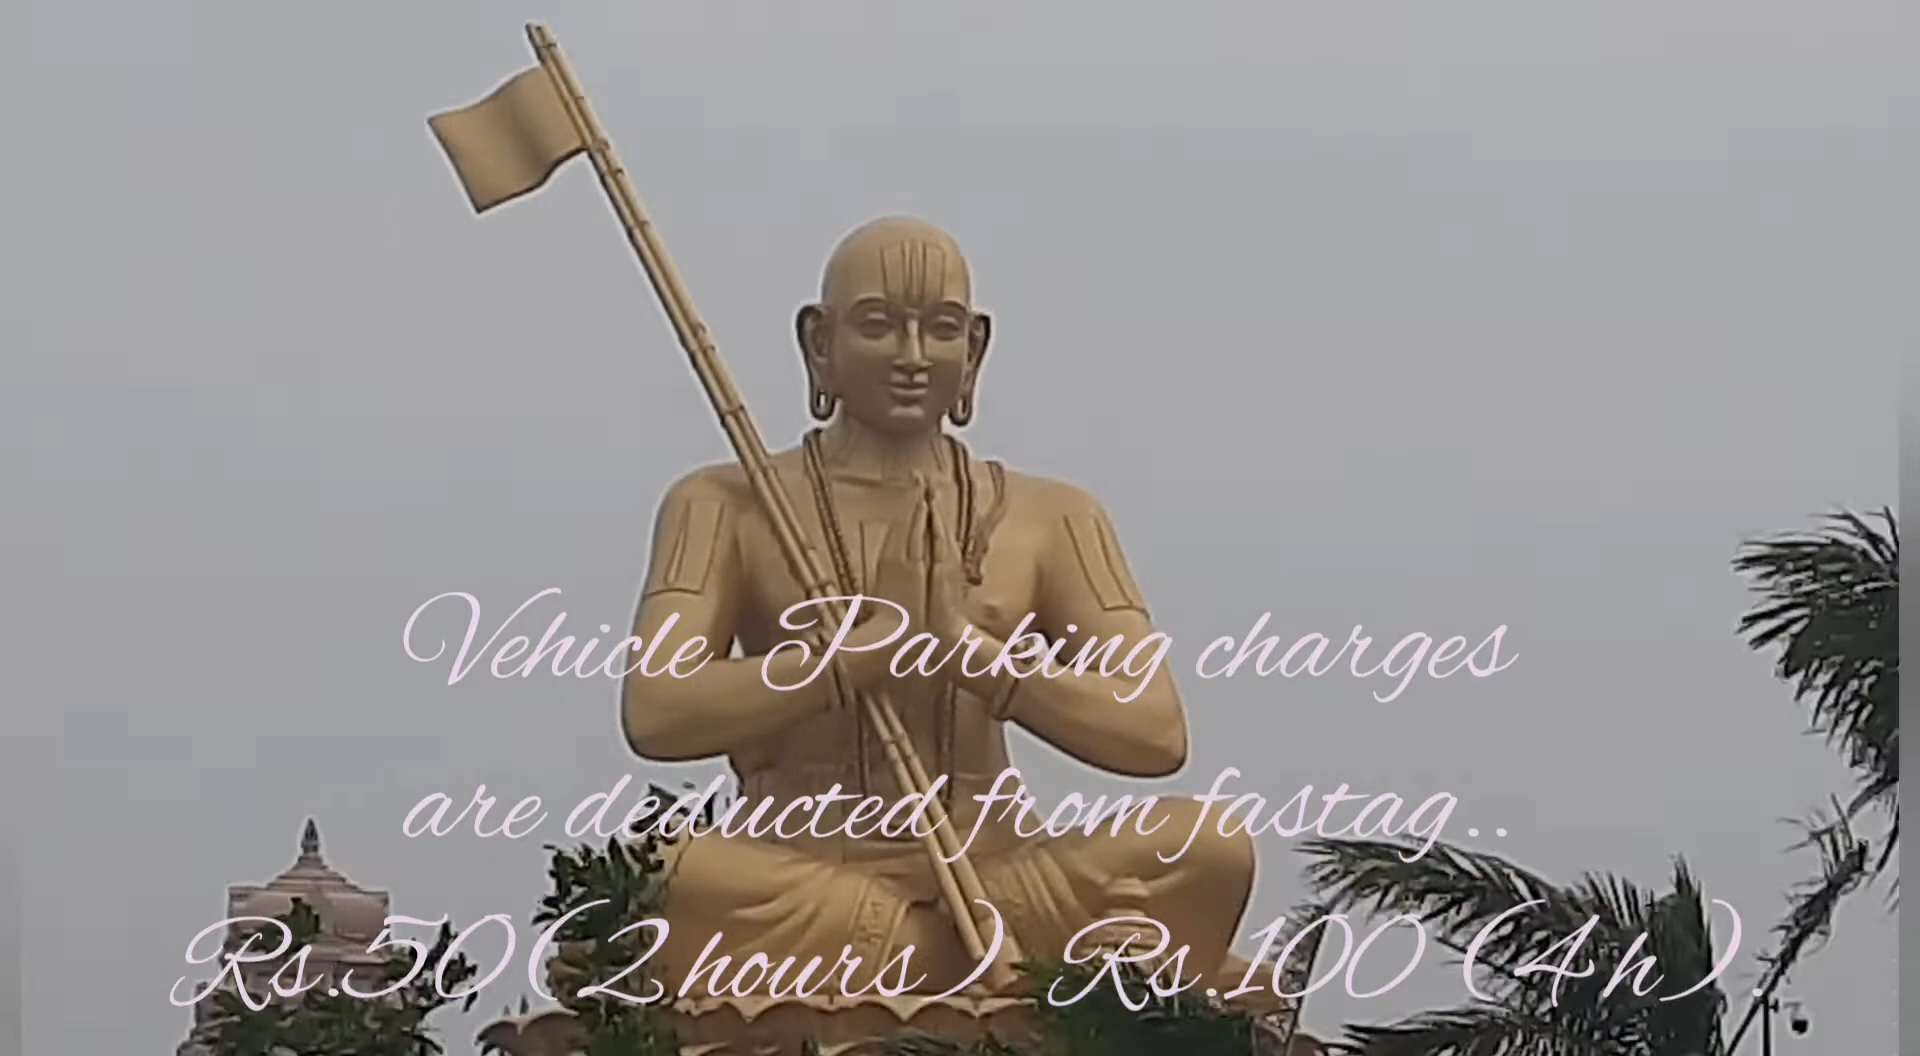 Vehicle Parking charges
are deducted from fastag..
Rs.50(2hours) Rs.100(4h).